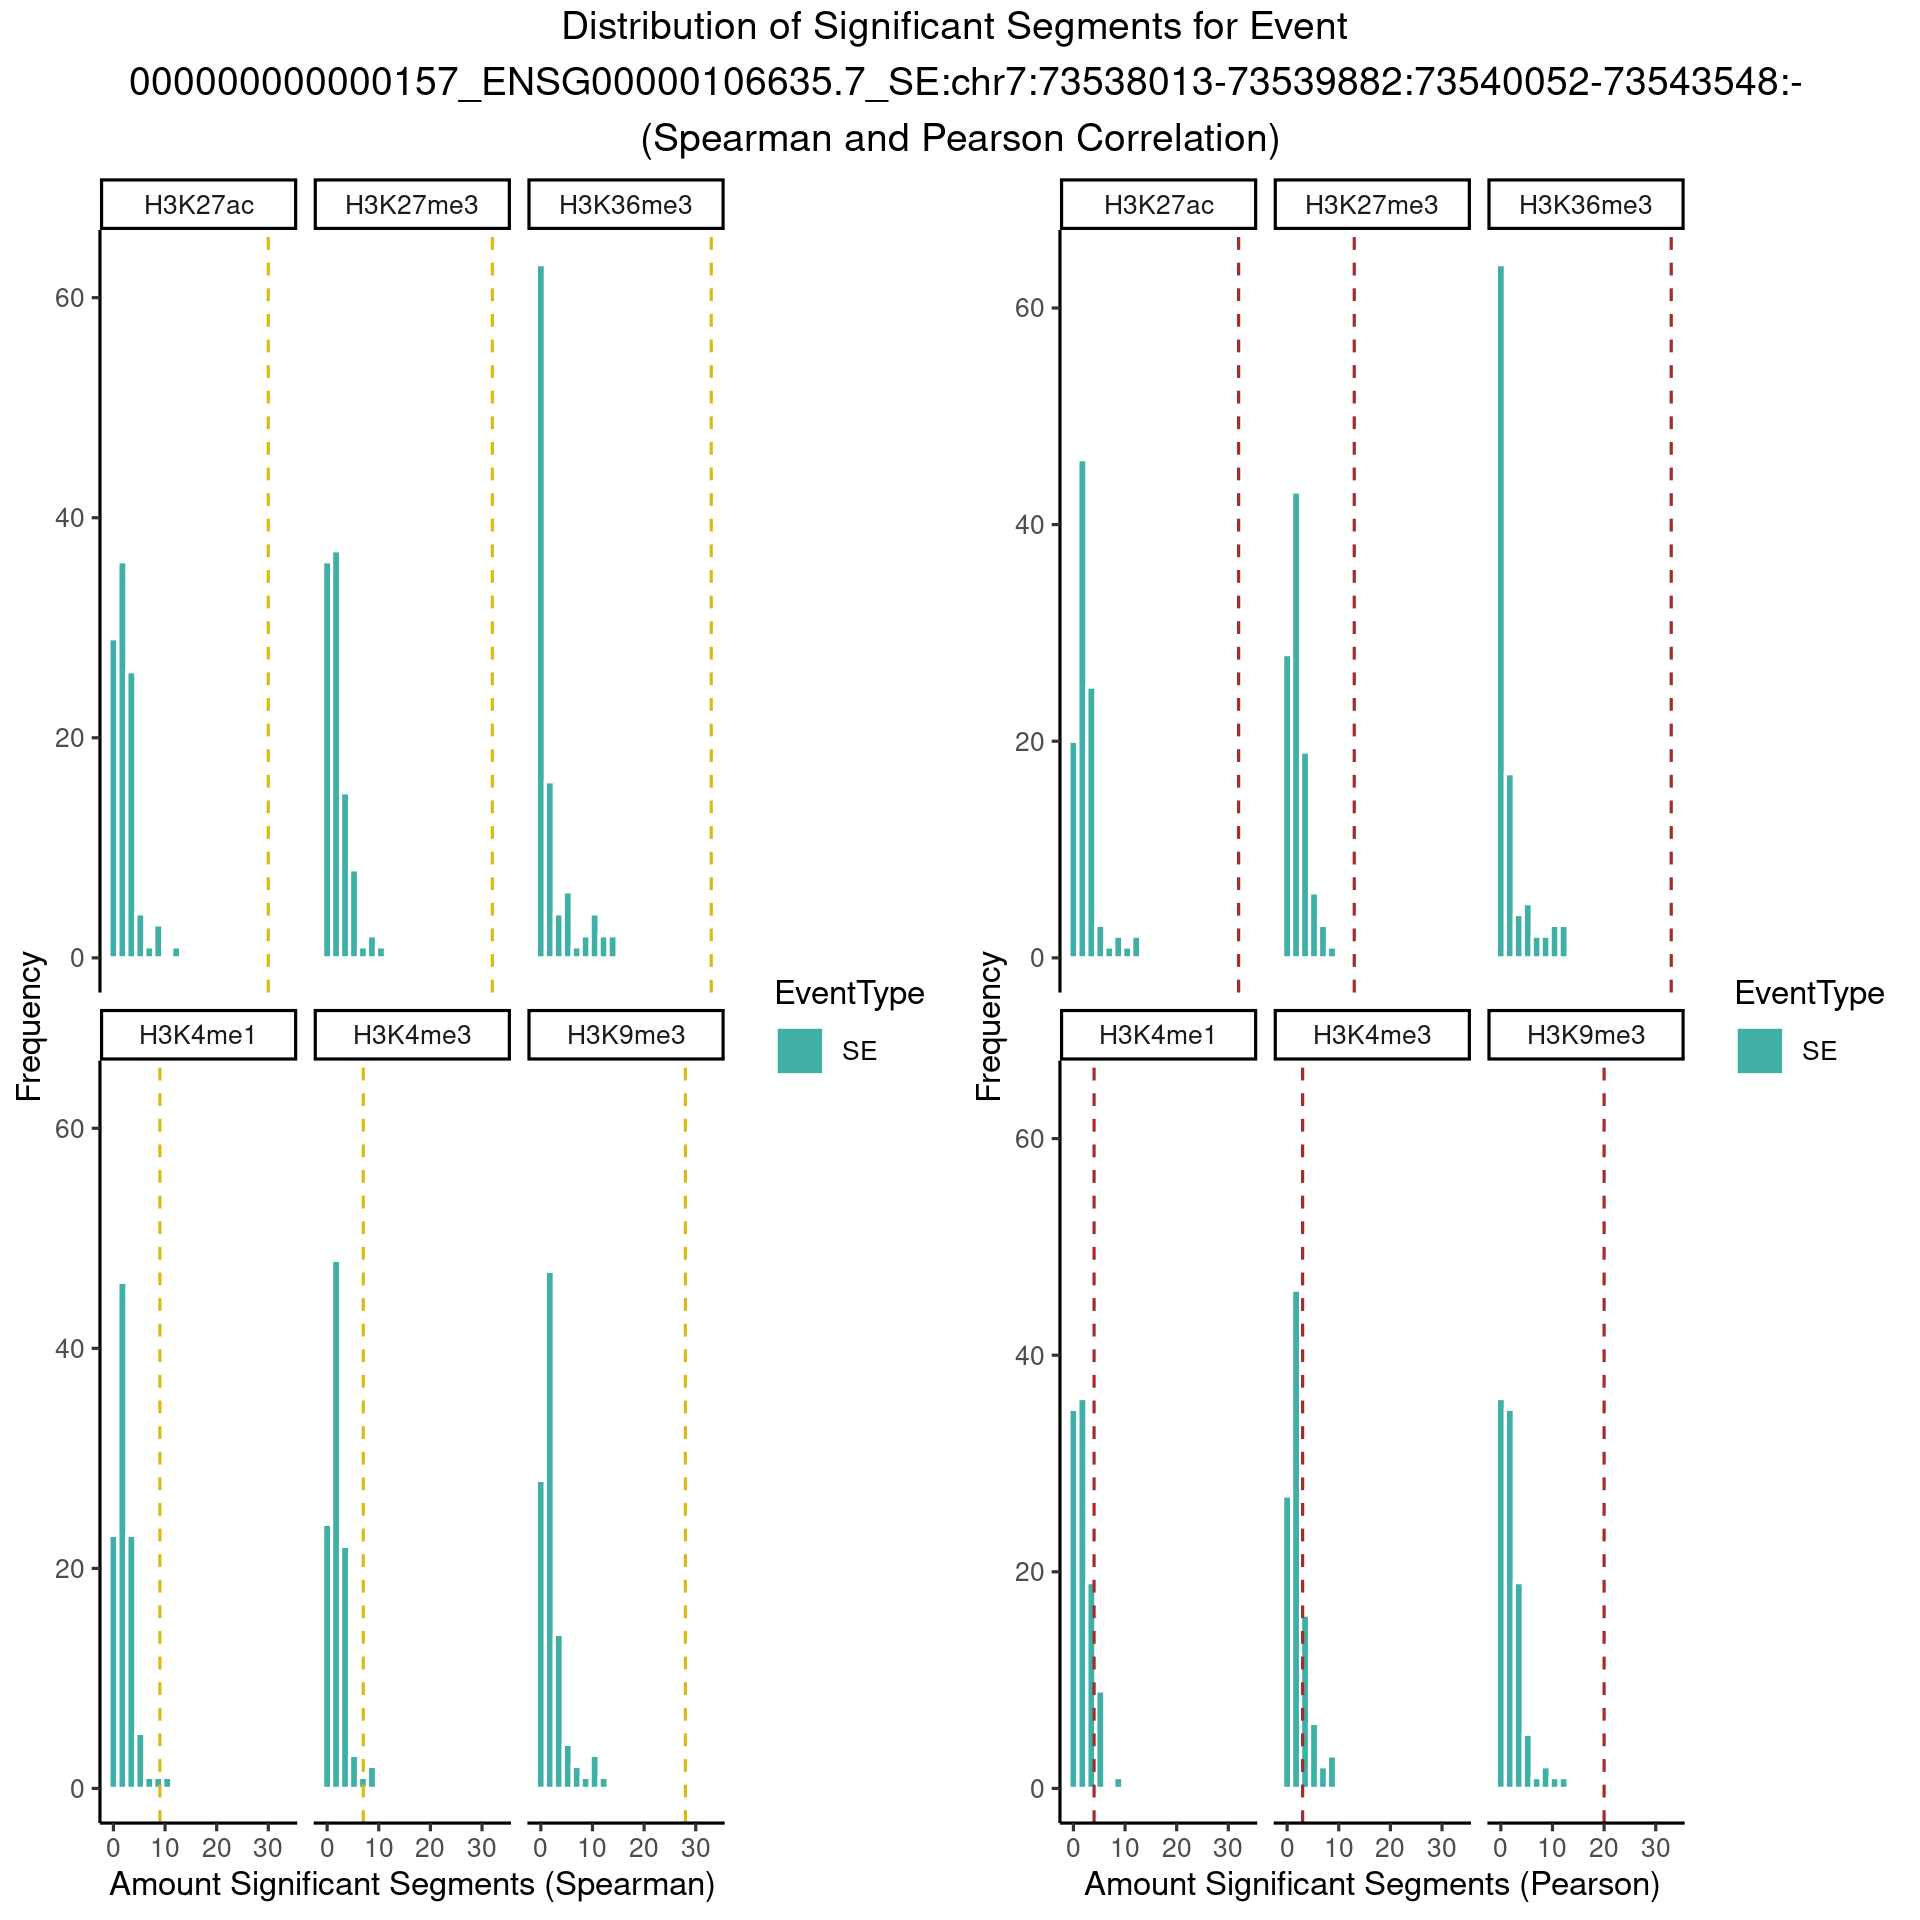 Distribution of Significant Segments for Event
000000000000157_ENSG00000106635.7_SE:chr7:73538013-73539882:73540052-73543548:-
(Spearman and Pearson Correlation)
H3K27ac H3K27me3 H3K36me3
60
40
20
0
H3K4me1 H3K4me3 H3K9me3
60
40
20
0
0 10 20 30 0 10 20 30 0 10 20 30
Amount Significant Segments (Spearman)
Frequency
EventType
SE
H3K27ac H3K27me3 H3K36me3
60
40
20
0
H3K4me1 H3K4me3 H3K9me3
60
40
20
0
0 10 20 30 0 10 20 30 0 10 20 30
Amount Significant Segments (Pearson)
Frequency
EventType
SE